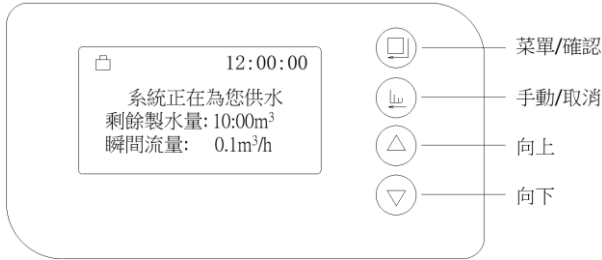 12:00:00
系統正在為您供水
剩餘製水量: 10:00m³
瞬間流量: 0.1m³/h
菜單/確認
手動/取消
向上
向下